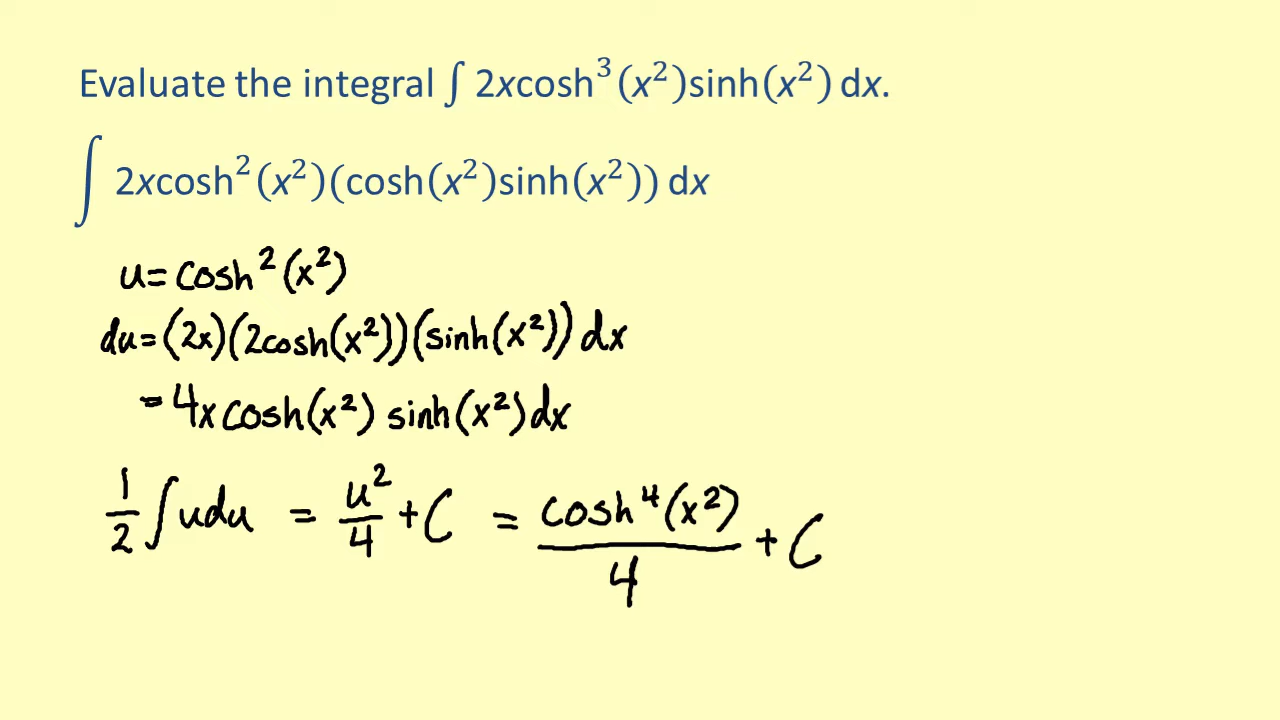 Evaluate the integral ∫ 2xcosh³(x²)sinh(x²) dx.
∫ 2xcosh²(x²)(cosh(x²)sinh(x²)) dx
u = cosh²(x²)
du = (2x)(2cosh(x²))(sinh(x²)) dx
= 4x cosh(x²) sinh(x²) dx
1/2 ∫ u du = u²/4 + C = cosh⁴(x²)/4 + C